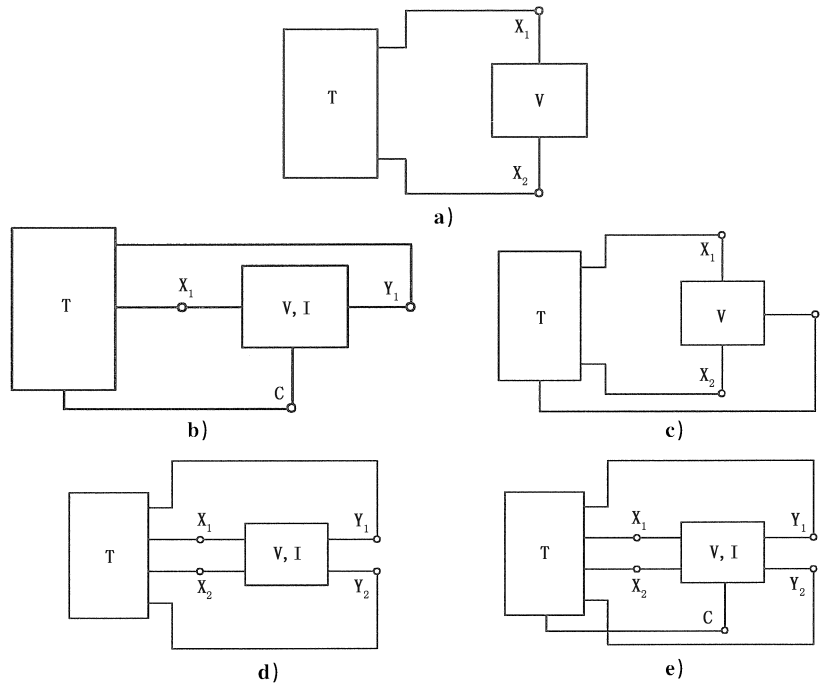 X₁
T
V
X₂
a)
T
X₁
V, I
Y₁
C
b)
X₁
T
V
X₂
c)
T
X₁
V, I
Y₁
X₂
Y₂
d)
T
X₁
V, I
Y₁
X₂
Y₂
C
e)